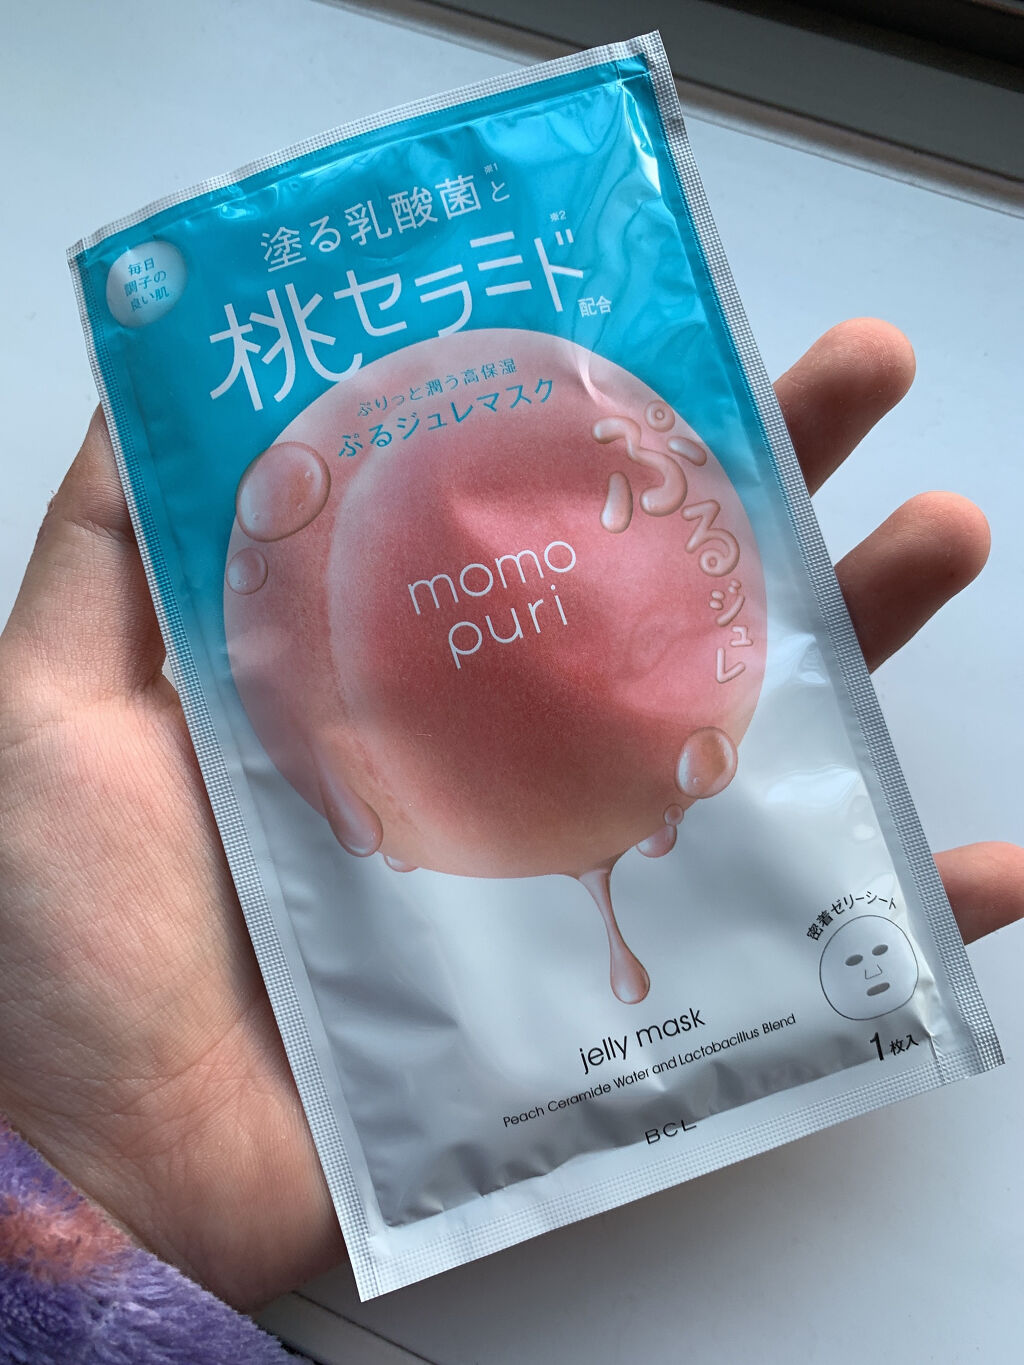 毎日
調子の
良い肌
塗る乳酸菌※1と
桃セラミド※2配合
ぷりっと潤う高保湿
ぷるジュレマスク
ぷるジュレ
momo
puri
密着ゼリーシート
1枚入
jelly mask
Peach Ceramide Water and Lactobacillus Blend
BCL